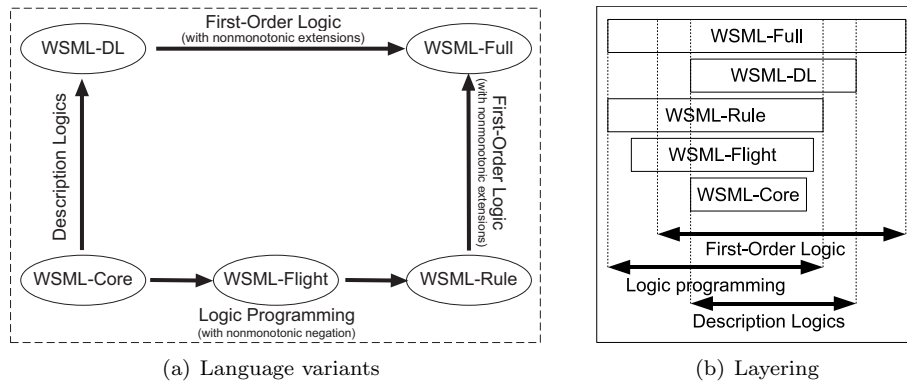 First-Order Logic
(with nonmonotonic extensions)
WSML-DL
WSML-Full
Description Logics
First-Order Logic
(with nonmonotonic extensions)
WSML-Core
WSML-Flight
WSML-Rule
Logic Programming
(with nonmonotonic negation)
(a) Language variants
WSML-Full
WSML-DL
WSML-Rule
WSML-Flight
WSML-Core
First-Order Logic
Logic programming
Description Logics
(b) Layering